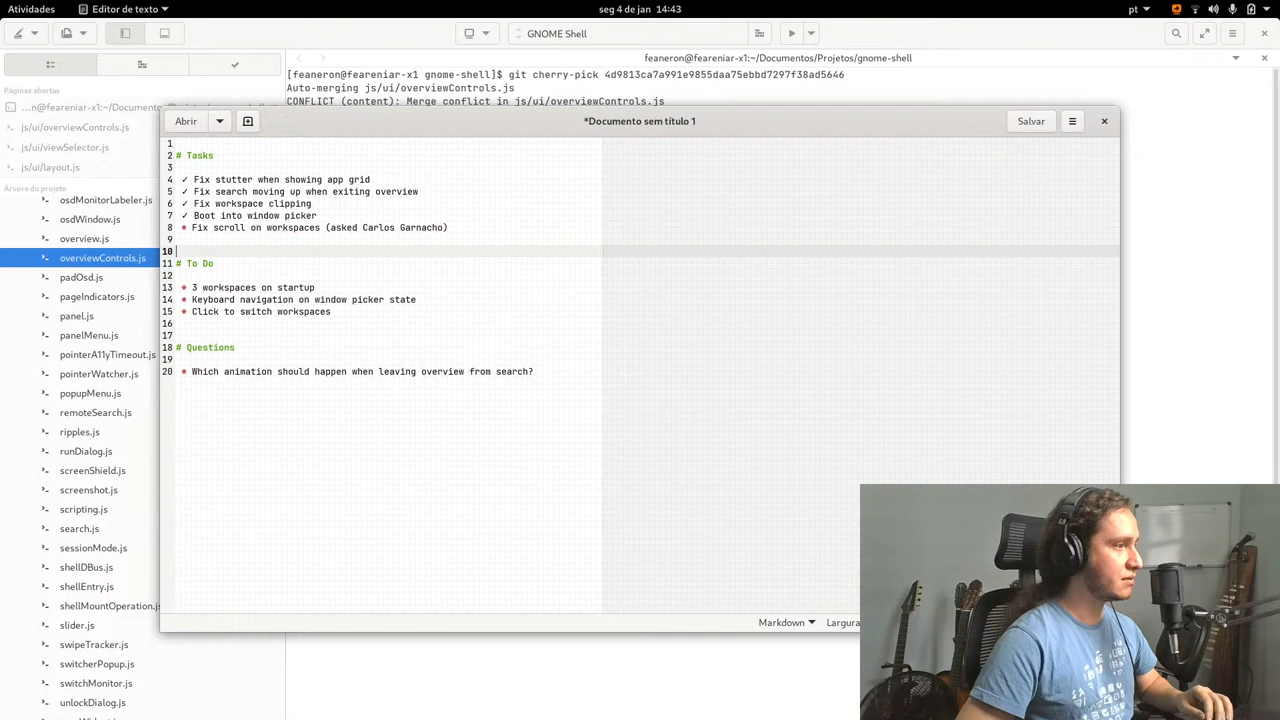 Atividades
Editor de texto
seg 4 de jan 14:43
pt
GNOME Shell
feaneron@feareniar-x1:~/Documentos/Projetos/gnome-shell
Páginas abertas
...n@feareniar-x1:~/Documento
js/ui/overviewControls.js
js/ui/viewSelector.js
js/ui/layout.js
Árvore do projeto
osdMonitorLabeler.js
osdWindow.js
overview.js
overviewControls.js
padOsd.js
pageIndicators.js
panel.js
panelMenu.js
pointerA11yTimeout.js
pointerWatcher.js
popupMenu.js
remoteSearch.js
ripples.js
runDialog.js
screenShield.js
screenshot.js
scripting.js
search.js
sessionMode.js
shellDBus.js
shellEntry.js
shellMountOperation.js
slider.js
swipeTracker.js
switcherPopup.js
switchMonitor.js
unlockDialog.js
[feaneron@feareniar-x1 gnome-shell]$ git cherry-pick 4d9813ca7a991e9855daa75ebbd7297f38ad5646
Auto-merging js/ui/overviewControls.js
CONFLICT (content): Merge conflict in js/ui/overviewControls.js
Abrir
*Documento sem título 1
Salvar
1
2 # Tasks
3
4 ✓ Fix stutter when showing app grid
5 ✓ Fix search moving up when exiting overview
6 ✓ Fix workspace clipping
7 ✓ Boot into window picker
8 * Fix scroll on workspaces (asked Carlos Garnacho)
9
10
11 # To Do
12
13 * 3 workspaces on startup
14 * Keyboard navigation on window picker state
15 * Click to switch workspaces
16
17
18 # Questions
19
20 * Which animation should happen when leaving overview from search?
Markdown
Largura